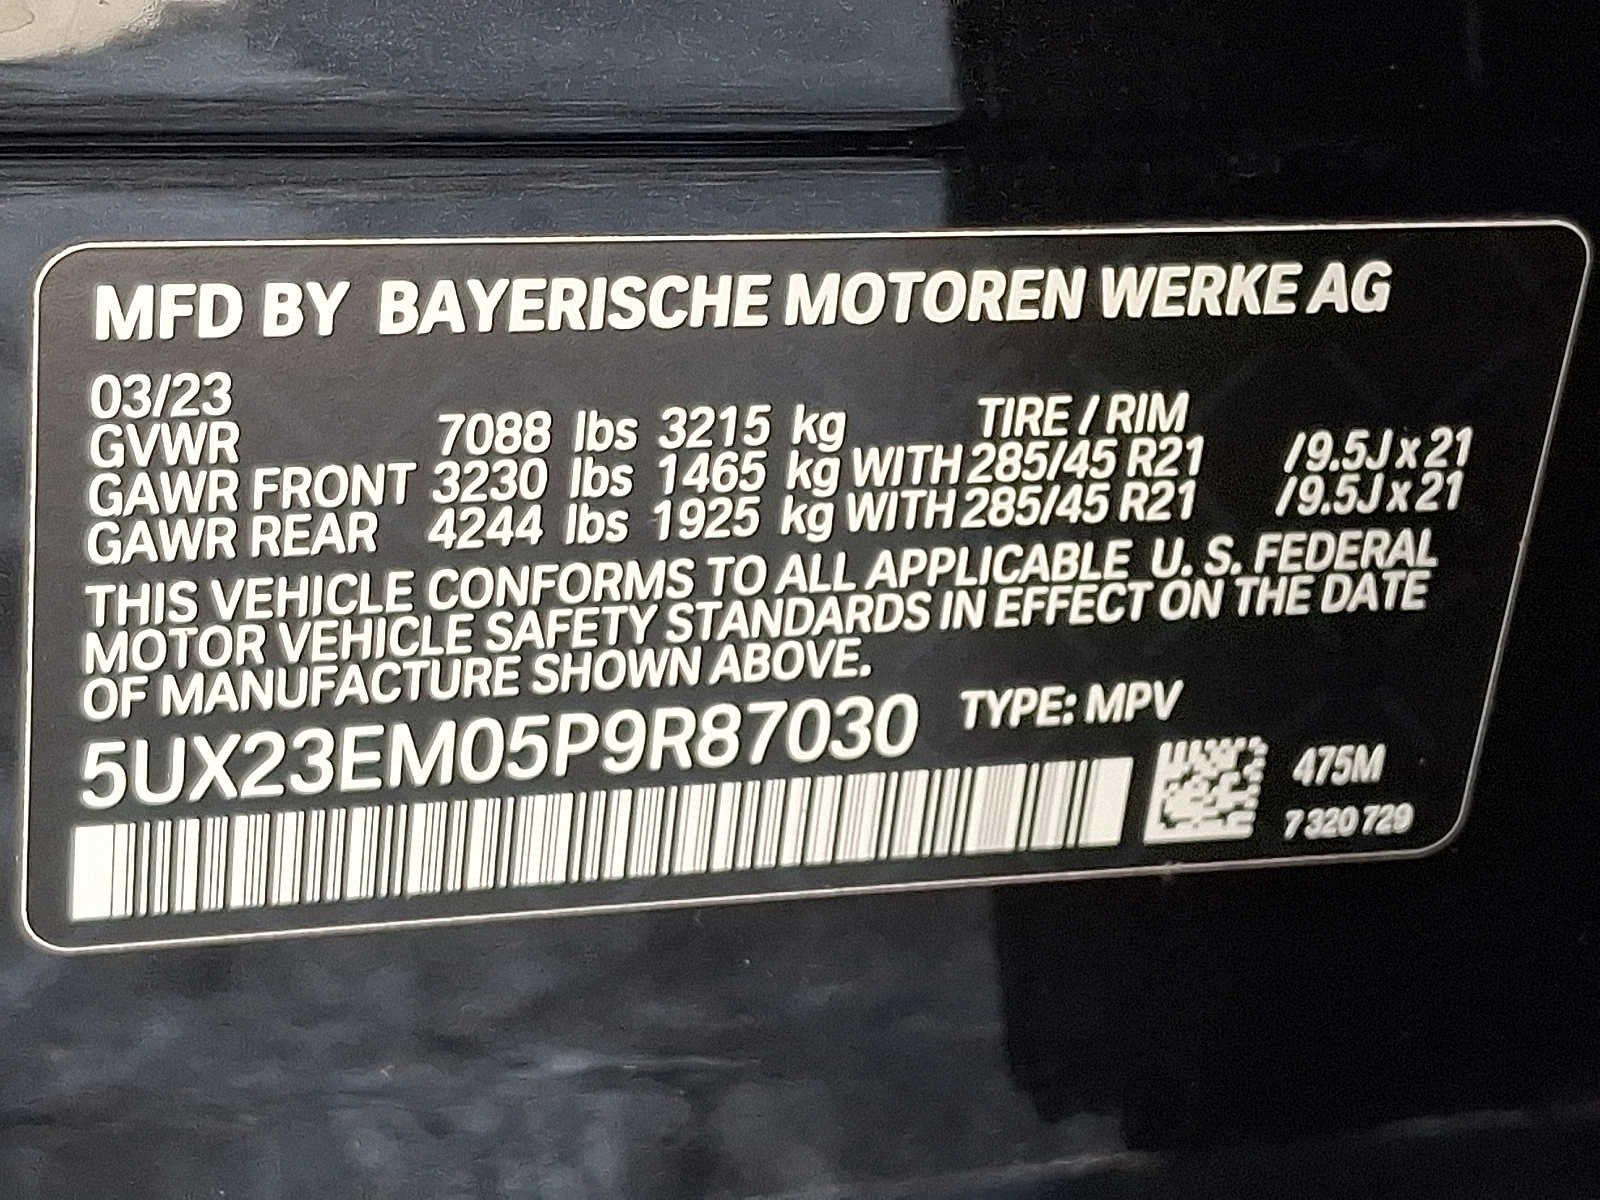 MFD BY BAYERISCHE MOTOREN WERKE AG
03/23
TIRE / RIM
GVWR 7088 lbs 3215 kg
GAWR FRONT 3230 lbs 1465 kg WITH 285/45 R21 /9.5J x 21
GAWR REAR 4244 lbs 1925 kg WITH 285/45 R21 /9.5J x 21
THIS VEHICLE CONFORMS TO ALL APPLICABLE U. S. FEDERAL
MOTOR VEHICLE SAFETY STANDARDS IN EFFECT ON THE DATE
OF MANUFACTURE SHOWN ABOVE.
5UX23EM05P9R87030 TYPE: MPV
475M
7 320 729